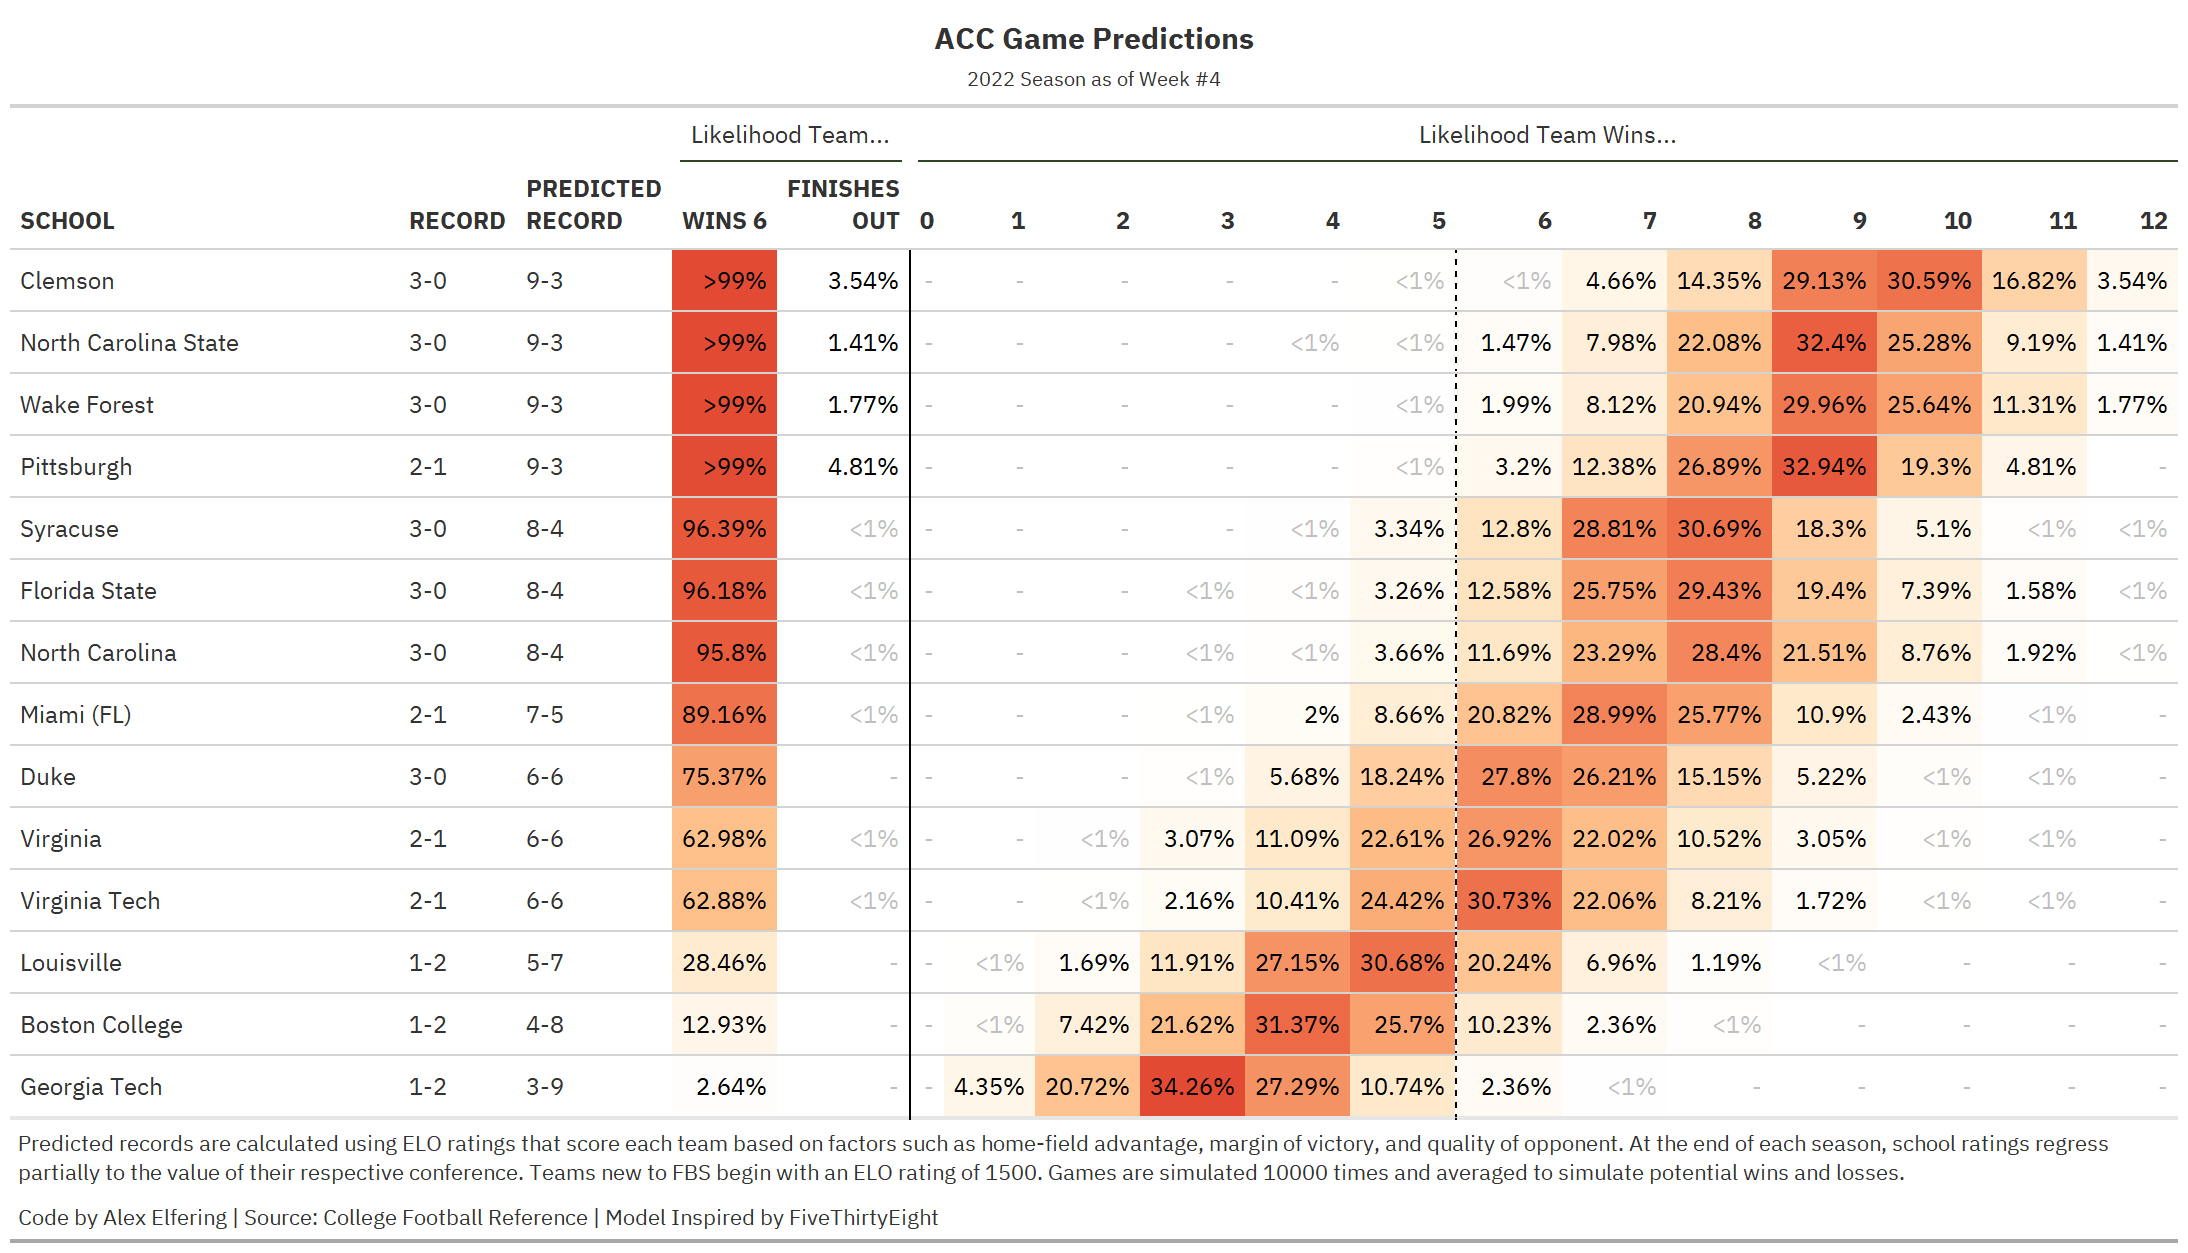 ACC Game Predictions
2022 Season as of Week #4
Likelihood Team... Likelihood Team Wins...
SCHOOL RECORD PREDICTED RECORD WINS 6 FINISHES OUT 0 1 2 3 4 5 6 7 8 9 10 11 12
Clemson 3-0 9-3 >99% 3.54% - - - - - <1% <1% 4.66% 14.35% 29.13% 30.59% 16.82% 3.54%
North Carolina State 3-0 9-3 >99% 1.41% - - - - <1% <1% 1.47% 7.98% 22.08% 32.4% 25.28% 9.19% 1.41%
Wake Forest 3-0 9-3 >99% 1.77% - - - - - <1% 1.99% 8.12% 20.94% 29.96% 25.64% 11.31% 1.77%
Pittsburgh 2-1 9-3 >99% 4.81% - - - - - <1% 3.2% 12.38% 26.89% 32.94% 19.3% 4.81% -
Syracuse 3-0 8-4 96.39% <1% - - - - <1% 3.34% 12.8% 28.81% 30.69% 18.3% 5.1% <1% <1%
Florida State 3-0 8-4 96.18% <1% - - - <1% <1% 3.26% 12.58% 25.75% 29.43% 19.4% 7.39% 1.58% <1%
North Carolina 3-0 8-4 95.8% <1% - - - <1% <1% 3.66% 11.69% 23.29% 28.4% 21.51% 8.76% 1.92% <1%
Miami (FL) 2-1 7-5 89.16% <1% - - - <1% 2% 8.66% 20.82% 28.99% 25.77% 10.9% 2.43% <1% -
Duke 3-0 6-6 75.37% - - - - <1% 5.68% 18.24% 27.8% 26.21% 15.15% 5.22% <1% <1% -
Virginia 2-1 6-6 62.98% <1% - - <1% 3.07% 11.09% 22.61% 26.92% 22.02% 10.52% 3.05% <1% <1% -
Virginia Tech 2-1 6-6 62.88% <1% - - <1% 2.16% 10.41% 24.42% 30.73% 22.06% 8.21% 1.72% <1% <1% -
Louisville 1-2 5-7 28.46% - - <1% 1.69% 11.91% 27.15% 30.68% 20.24% 6.96% 1.19% <1% - - -
Boston College 1-2 4-8 12.93% - - <1% 7.42% 21.62% 31.37% 25.7% 10.23% 2.36% <1% - - - -
Georgia Tech 1-2 3-9 2.64% - - 4.35% 20.72% 34.26% 27.29% 10.74% 2.36% <1% - - - - -
Predicted records are calculated using ELO ratings that score each team based on factors such as home-field advantage, margin of victory, and quality of opponent. At the end of each season, school ratings regress
partially to the value of their respective conference. Teams new to FBS begin with an ELO rating of 1500. Games are simulated 10000 times and averaged to simulate potential wins and losses.
Code by Alex Elfering | Source: College Football Reference | Model Inspired by FiveThirtyEight